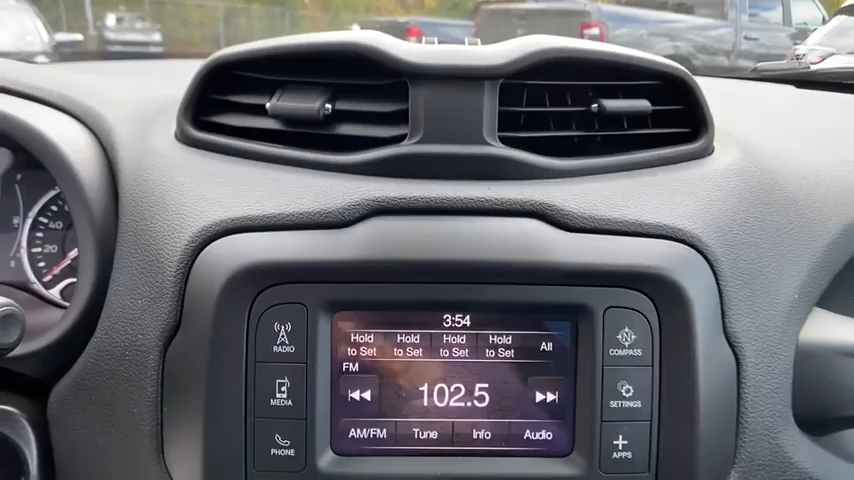 3:54
Hold to Set Hold to Set Hold to Set Hold to Set All
FM
102.5
AM/FM Tune Info Audio
RADIO
MEDIA
PHONE
N
COMPASS
SETTINGS
APPS
40
20